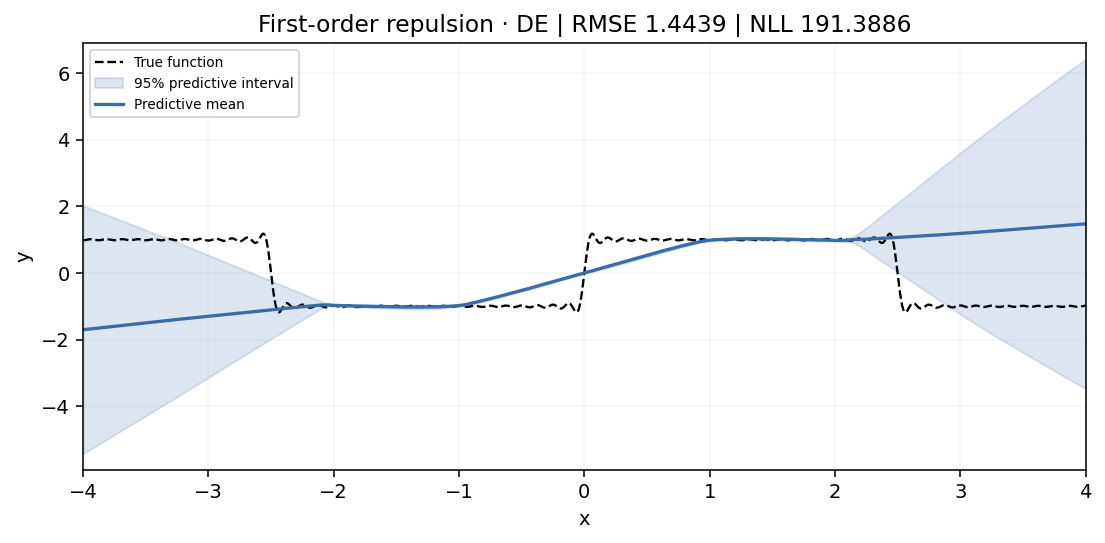 First-order repulsion · DE | RMSE 1.4439 | NLL 191.3886
True function
95% predictive interval
Predictive mean
6
4
2
0
−2
−4
y
−4 −3 −2 −1 0 1 2 3 4
x